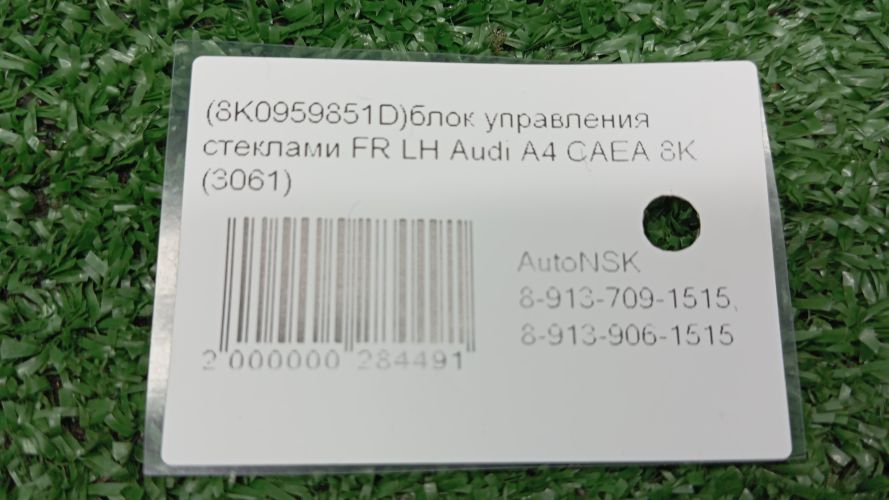 (8K0959851D)блок управления
стеклами FR LH Audi A4 CAEA 8K
(3061)
AutoNSK
8-913-709-1515,
8-913-906-1515
2 000000 284491